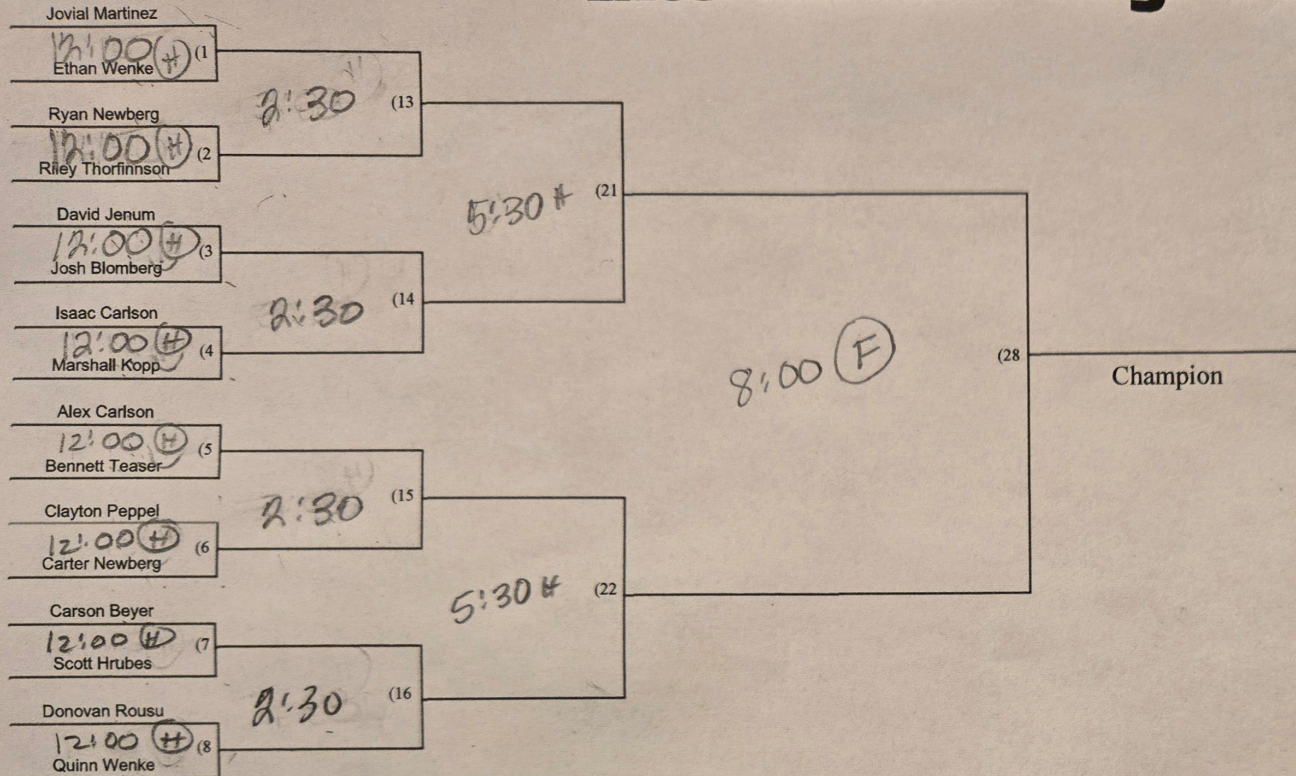 Jovial Martinez
12:00 (H) (1
Ethan Wenke
2:30 (13
Ryan Newberg
12:00 (H) (2
Riley Thorfinnson
5:30 H (21
David Jenum
12:00 (H) (3
Josh Blomberg
2:30 (14
Isaac Carlson
12:00 (H) (4
Marshall Kopp
8:00 (F) (28
Champion
Alex Carlson
12:00 (H) (5
Bennett Teaser
2:30 (15
Clayton Peppel
12:00 (H) (6
Carter Newberg
5:30 H (22
Carson Beyer
12:00 (H) (7
Scott Hrubes
2:30 (16
Donovan Rousu
12:00 (H) (8
Quinn Wenke